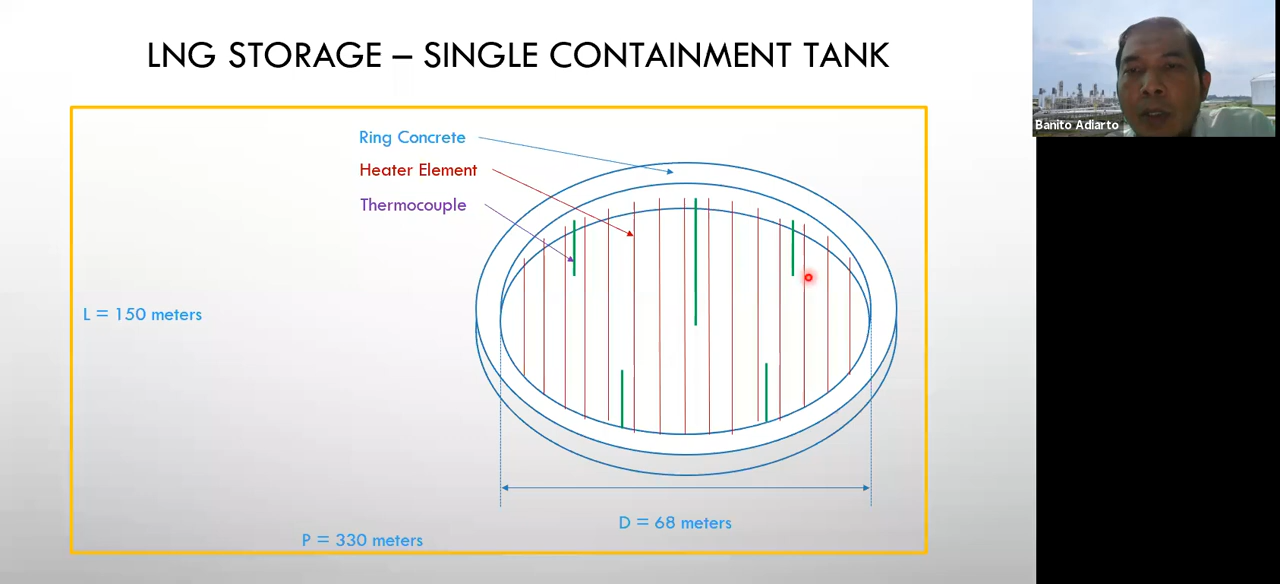 LNG STORAGE – SINGLE CONTAINMENT TANK
Banito Adiarto
Ring Concrete
Heater Element
Thermocouple
L = 150 meters
D = 68 meters
P = 330 meters